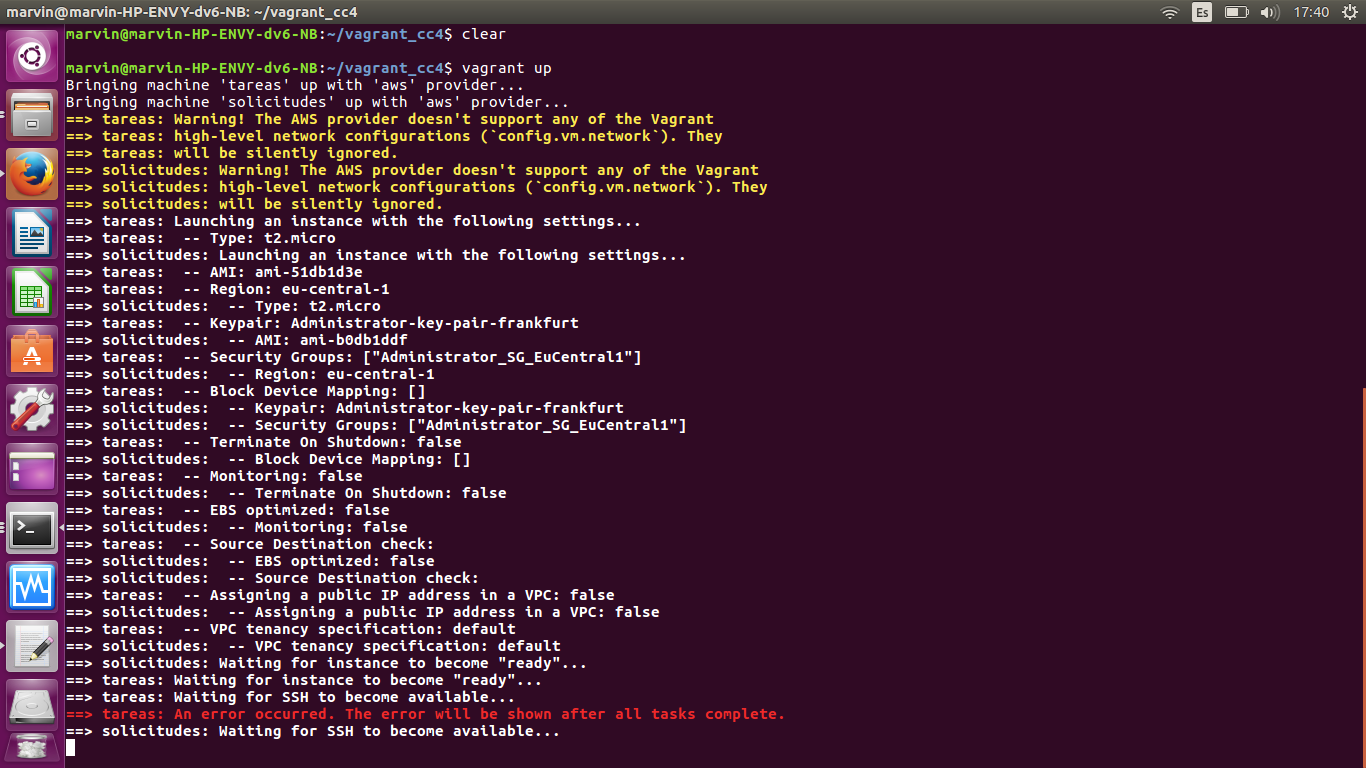 marvin@marvin-HP-ENVY-dv6-NB: ~/vagrant_cc4
Es
17:40
marvin@marvin-HP-ENVY-dv6-NB:~/vagrant_cc4$ clear
marvin@marvin-HP-ENVY-dv6-NB:~/vagrant_cc4$ vagrant up
Bringing machine 'tareas' up with 'aws' provider...
Bringing machine 'solicitudes' up with 'aws' provider...
==> tareas: Warning! The AWS provider doesn't support any of the Vagrant
==> tareas: high-level network configurations (`config.vm.network`). They
==> tareas: will be silently ignored.
==> solicitudes: Warning! The AWS provider doesn't support any of the Vagrant
==> solicitudes: high-level network configurations (`config.vm.network`). They
==> solicitudes: will be silently ignored.
==> tareas: Launching an instance with the following settings...
==> tareas:  -- Type: t2.micro
==> solicitudes: Launching an instance with the following settings...
==> tareas:  -- AMI: ami-51db1d3e
==> tareas:  -- Region: eu-central-1
==> solicitudes:  -- Type: t2.micro
==> tareas:  -- Keypair: Administrator-key-pair-frankfurt
==> solicitudes:  -- AMI: ami-b0db1ddf
==> tareas:  -- Security Groups: ["Administrator_SG_EuCentral1"]
==> solicitudes:  -- Region: eu-central-1
==> tareas:  -- Block Device Mapping: []
==> solicitudes:  -- Keypair: Administrator-key-pair-frankfurt
==> solicitudes:  -- Security Groups: ["Administrator_SG_EuCentral1"]
==> tareas:  -- Terminate On Shutdown: false
==> solicitudes:  -- Block Device Mapping: []
==> tareas:  -- Monitoring: false
==> solicitudes:  -- Terminate On Shutdown: false
==> tareas:  -- EBS optimized: false
==> solicitudes:  -- Monitoring: false
==> tareas:  -- Source Destination check:
==> solicitudes:  -- EBS optimized: false
==> solicitudes:  -- Source Destination check:
==> tareas:  -- Assigning a public IP address in a VPC: false
==> solicitudes:  -- Assigning a public IP address in a VPC: false
==> tareas:  -- VPC tenancy specification: default
==> solicitudes:  -- VPC tenancy specification: default
==> solicitudes: Waiting for instance to become "ready"...
==> tareas: Waiting for instance to become "ready"...
==> tareas: Waiting for SSH to become available...
==> tareas: An error occurred. The error will be shown after all tasks complete.
==> solicitudes: Waiting for SSH to become available...